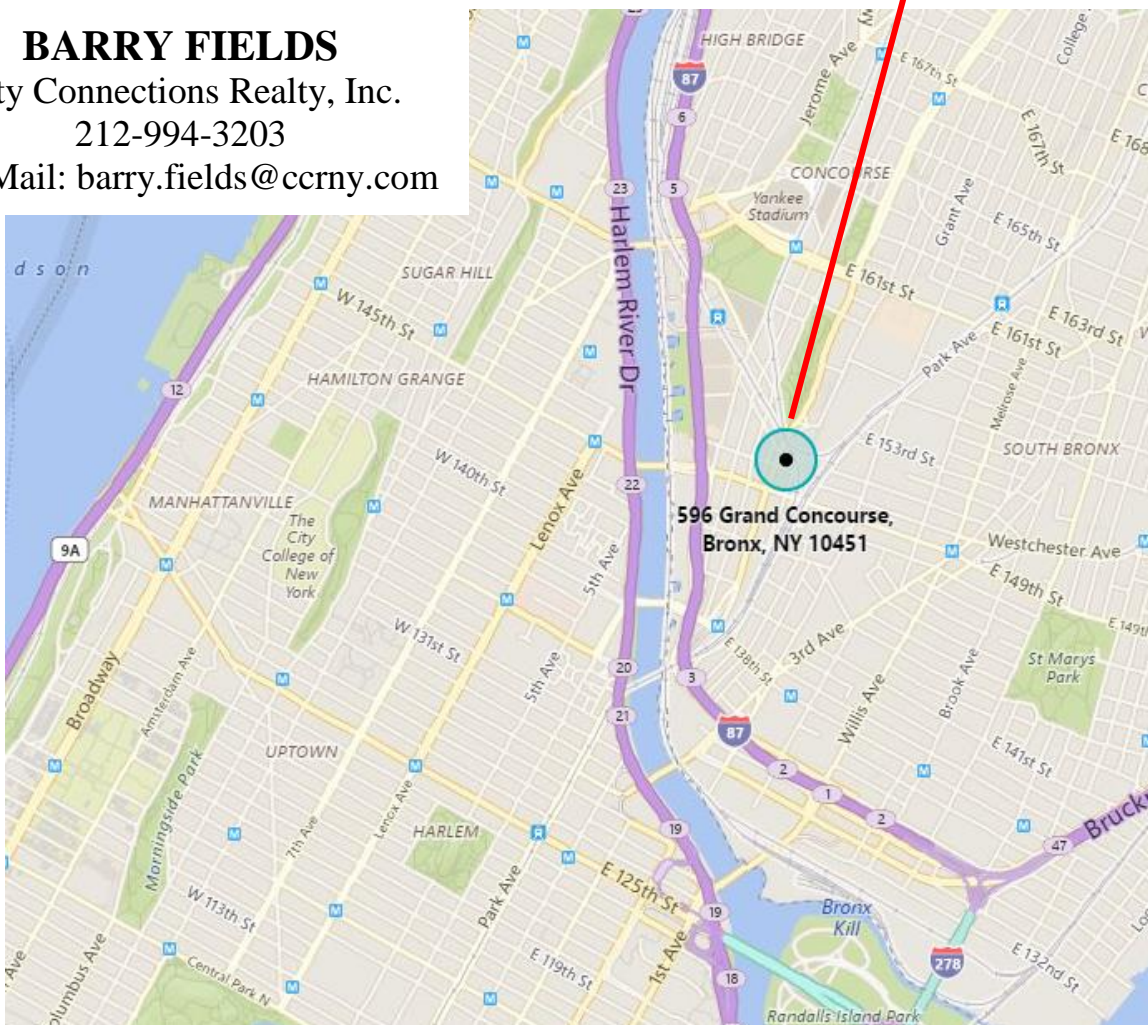 BARRY FIELDS
ty Connections Realty, Inc.
212-994-3203
Mail: barry.fields@ccrny.com
HIGH BRIDGE
College
87
E 167th St
Jerome Ave
6
E 167th St
E 168
CONCOURSE
23
5
Yankee
Stadium
Grant Ave
E 165th St
Harlem River Dr
d s o n
SUGAR HILL
E 161st St
W 145th St
E 163rd St
E 161st St
Park Ave
HAMILTON GRANGE
12
Melrose Ave
E 153rd St
SOUTH BRONX
W 140th St
22
MANHATTANVILLE
Lenox Ave
The
City
College of
New
York
596 Grand Concourse,
Bronx, NY 10451
9A
Westchester Ave
E 149th St
5th Ave
E 149th
W 131st St
3rd Ave
E 138th St
St Marys
Park
Broadway
Amsterdam Ave
5th Ave
20
3
Brook Ave
Willis Ave
21
87
UPTOWN
E 141st St
2
1
2
Morningside Park
Lenox Ave
7th Ave
HARLEM
19
47
Bruck
E 125th St
Park Ave
W 113th St
19
Bronx
Kill
1st Ave
E 119th St
278
E 132nd St
Central Park N
18
Randalls Island Park